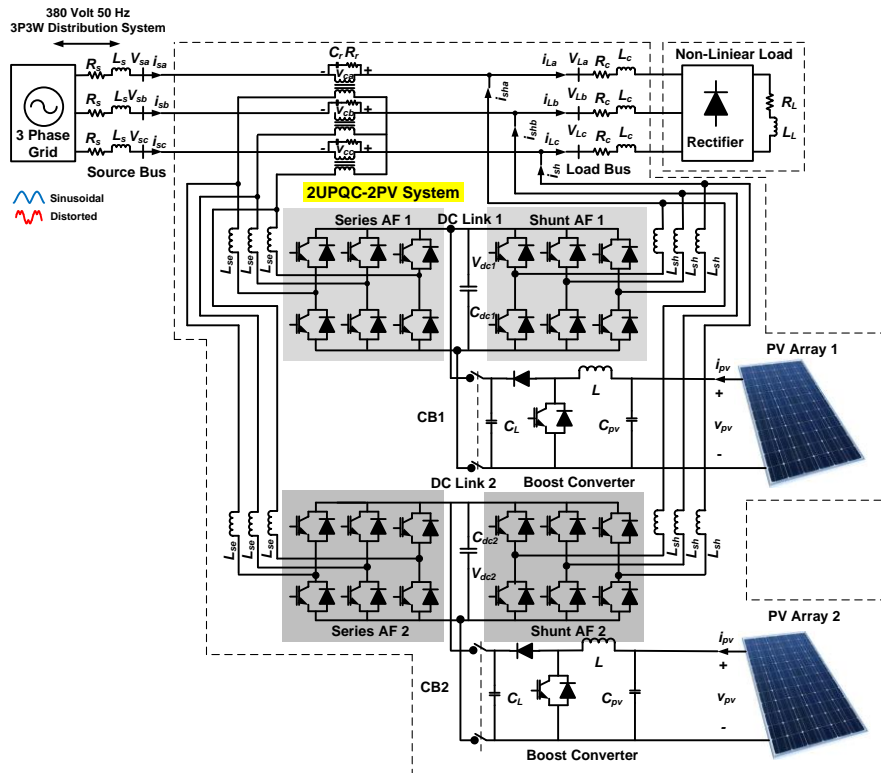 380 Volt 50 Hz
3P3W Distribution System
Rs Ls Vsa isa
Rs Ls Vsb isb
Rs Ls Vsc isc
3 Phase
Grid
Source Bus
Sinusoidal
Distorted
Cr Rr
- Vca +
- Vcb +
- Vcc +
isha
ishb
ish
iLa VLa Rc Lc
iLb VLb Rc Lc
iLc VLc Rc Lc
Load Bus
Non-Liniear Load
Rectifier
RL
LL
2UPQC-2PV System
Series AF 1
DC Link 1
Shunt AF 1
Lse Lse Lse
Vdc1
Cdc1
Lsh Lsh Lsh
PV Array 1
ipv
+
vpv
-
CB1
CL
L
Cpv
DC Link 2
Boost Converter
Lse Lse Lse
Cdc2
Vdc2
Lsh Lsh Lsh
Series AF 2
Shunt AF 2
PV Array 2
ipv
+
vpv
-
CB2
CL
L
Cpv
Boost Converter